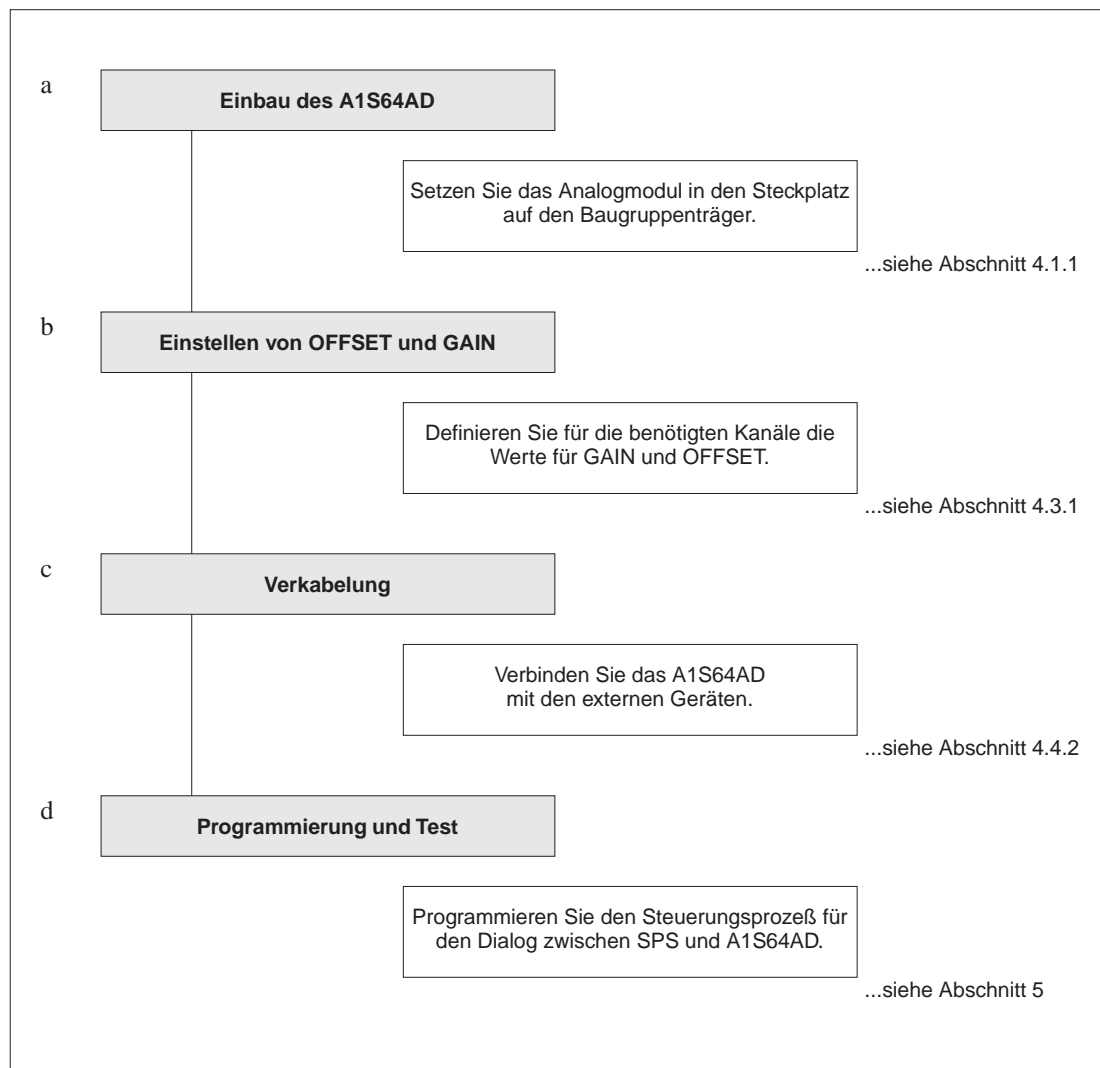 a
Einbau des A1S64AD
Setzen Sie das Analogmodul in den Steckplatz
auf den Baugruppenträger.
...siehe Abschnitt 4.1.1
b
Einstellen von OFFSET und GAIN
Definieren Sie für die benötigten Kanäle die
Werte für GAIN und OFFSET.
...siehe Abschnitt 4.3.1
c
Verkabelung
Verbinden Sie das A1S64AD
mit den externen Geräten.
...siehe Abschnitt 4.4.2
d
Programmierung und Test
Programmieren Sie den Steuerungsprozeß für
den Dialog zwischen SPS und A1S64AD.
...siehe Abschnitt 5